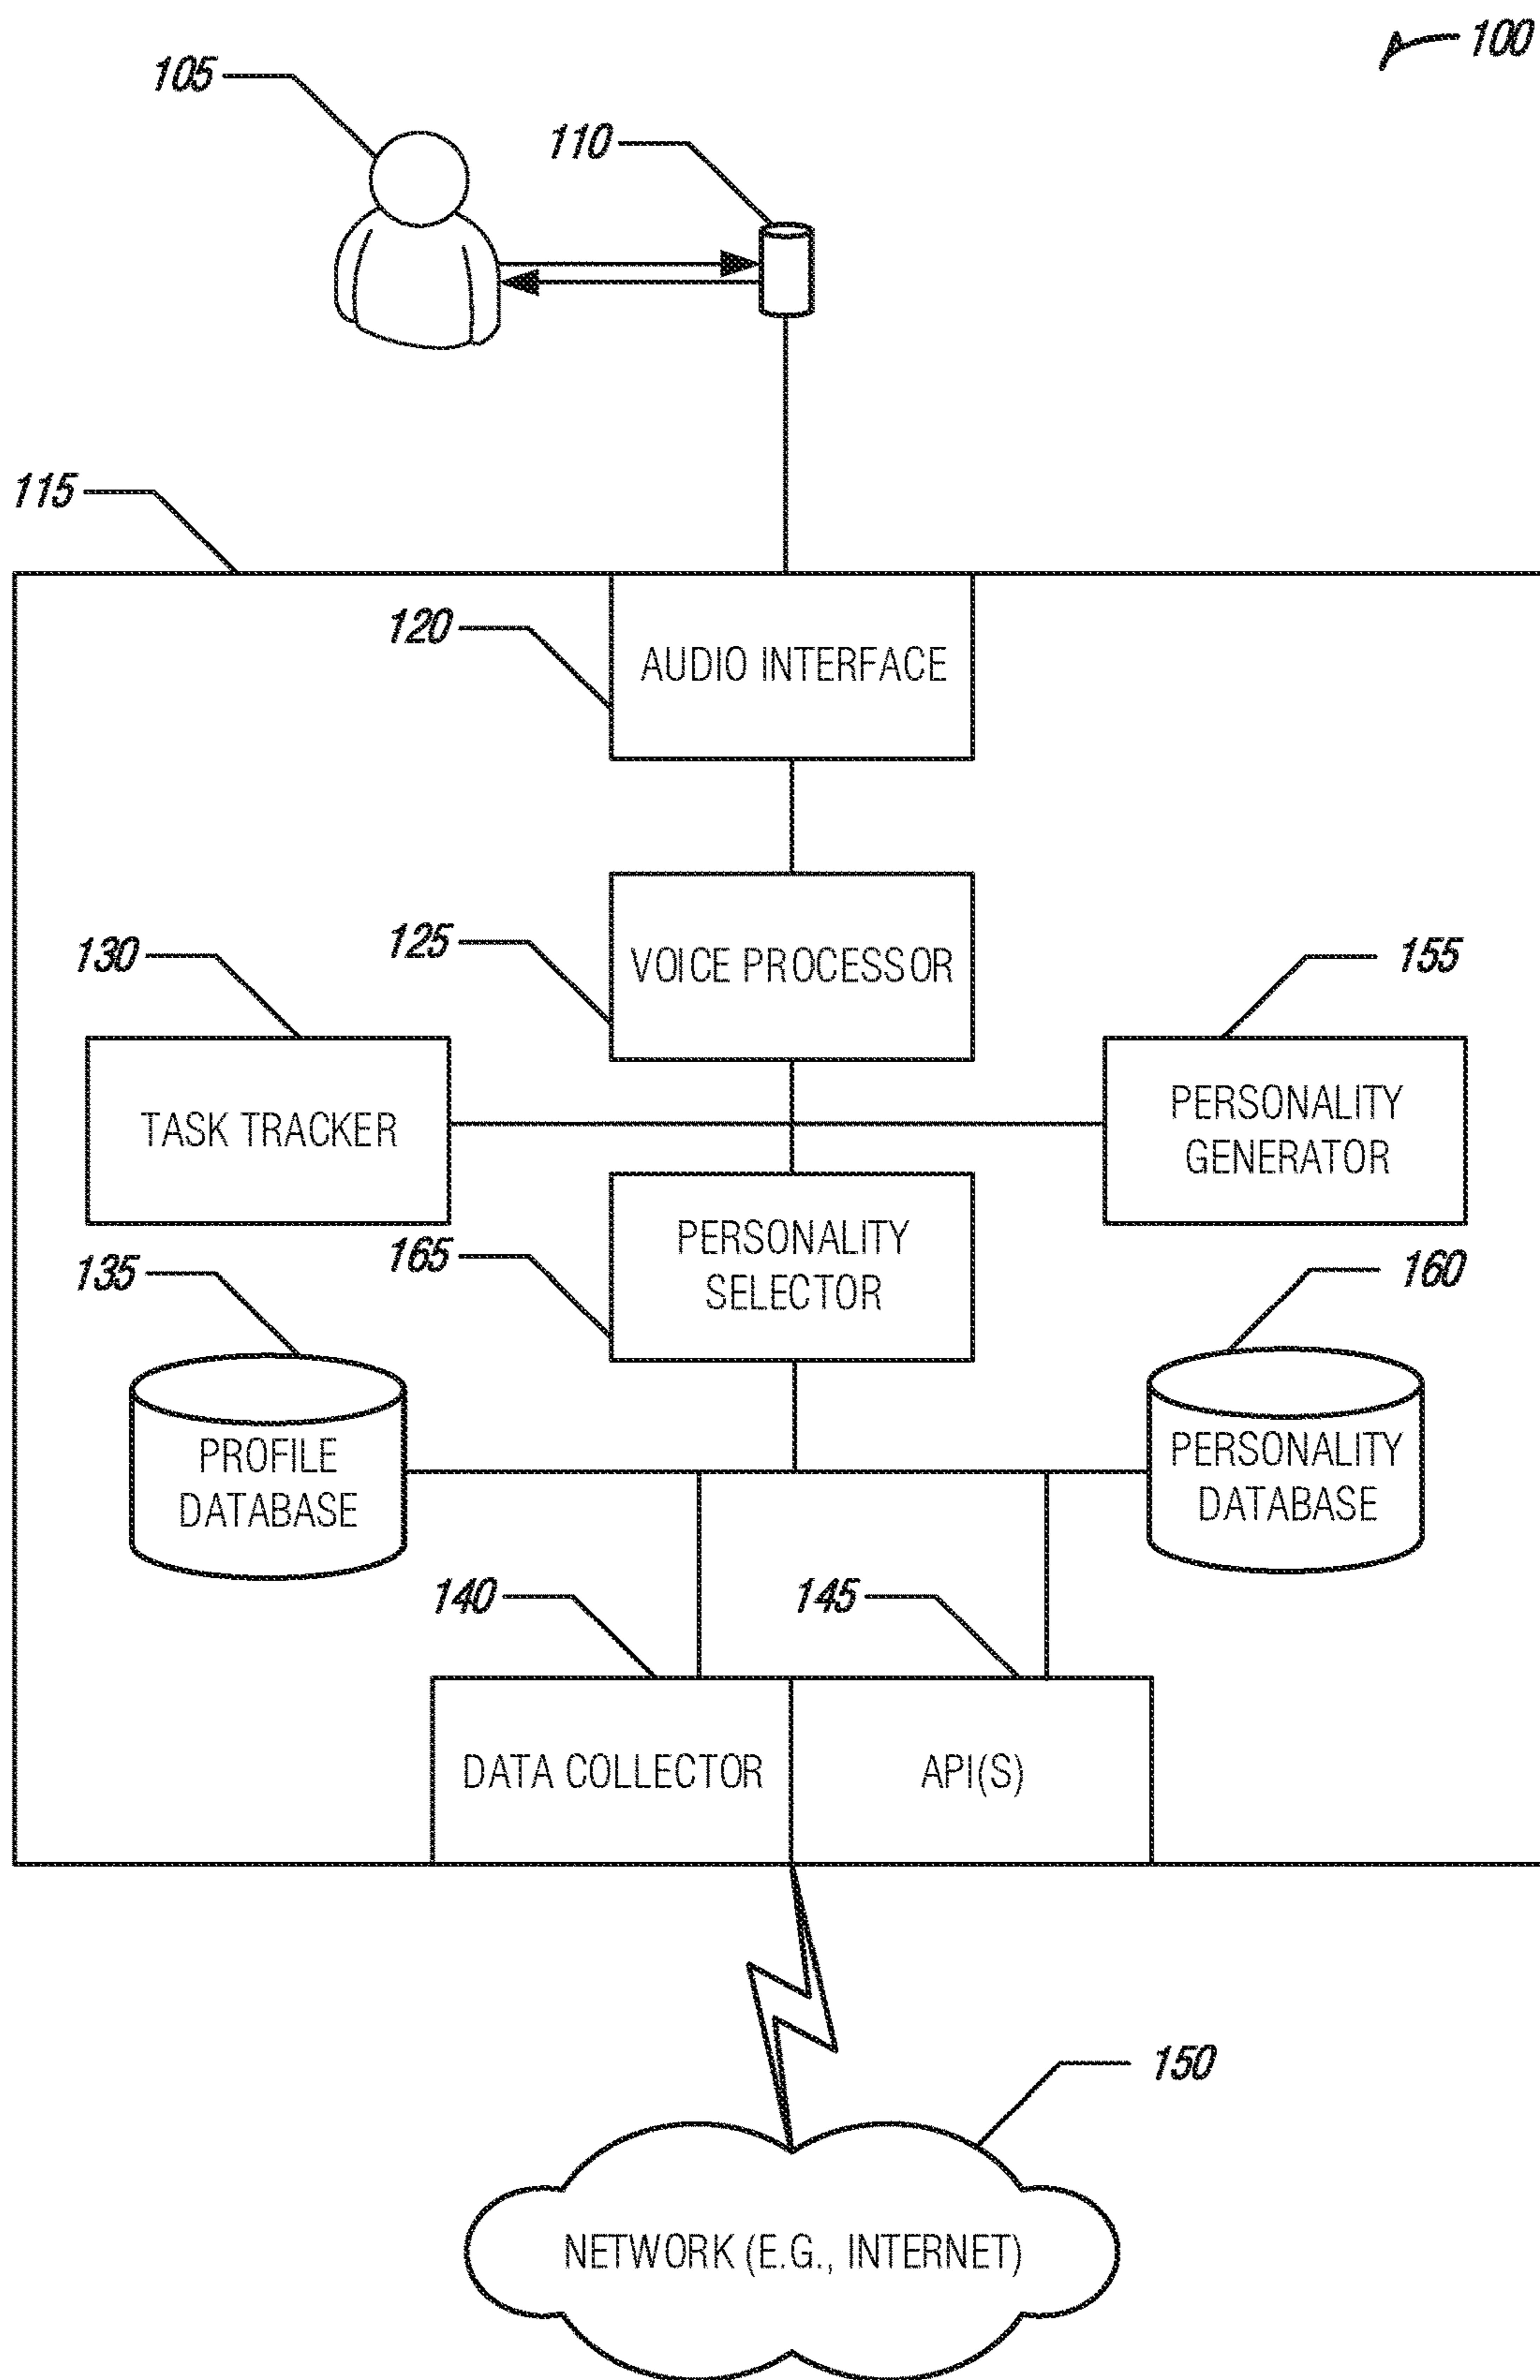 100
105
110
115
120
AUDIO INTERFACE
125
VOICE PROCESSOR
130
TASK TRACKER
155
PERSONALITY
GENERATOR
165
PERSONALITY
SELECTOR
135
PROFILE
DATABASE
160
PERSONALITY
DATABASE
140
DATA COLLECTOR
145
API(S)
150
NETWORK (E.G., INTERNET)